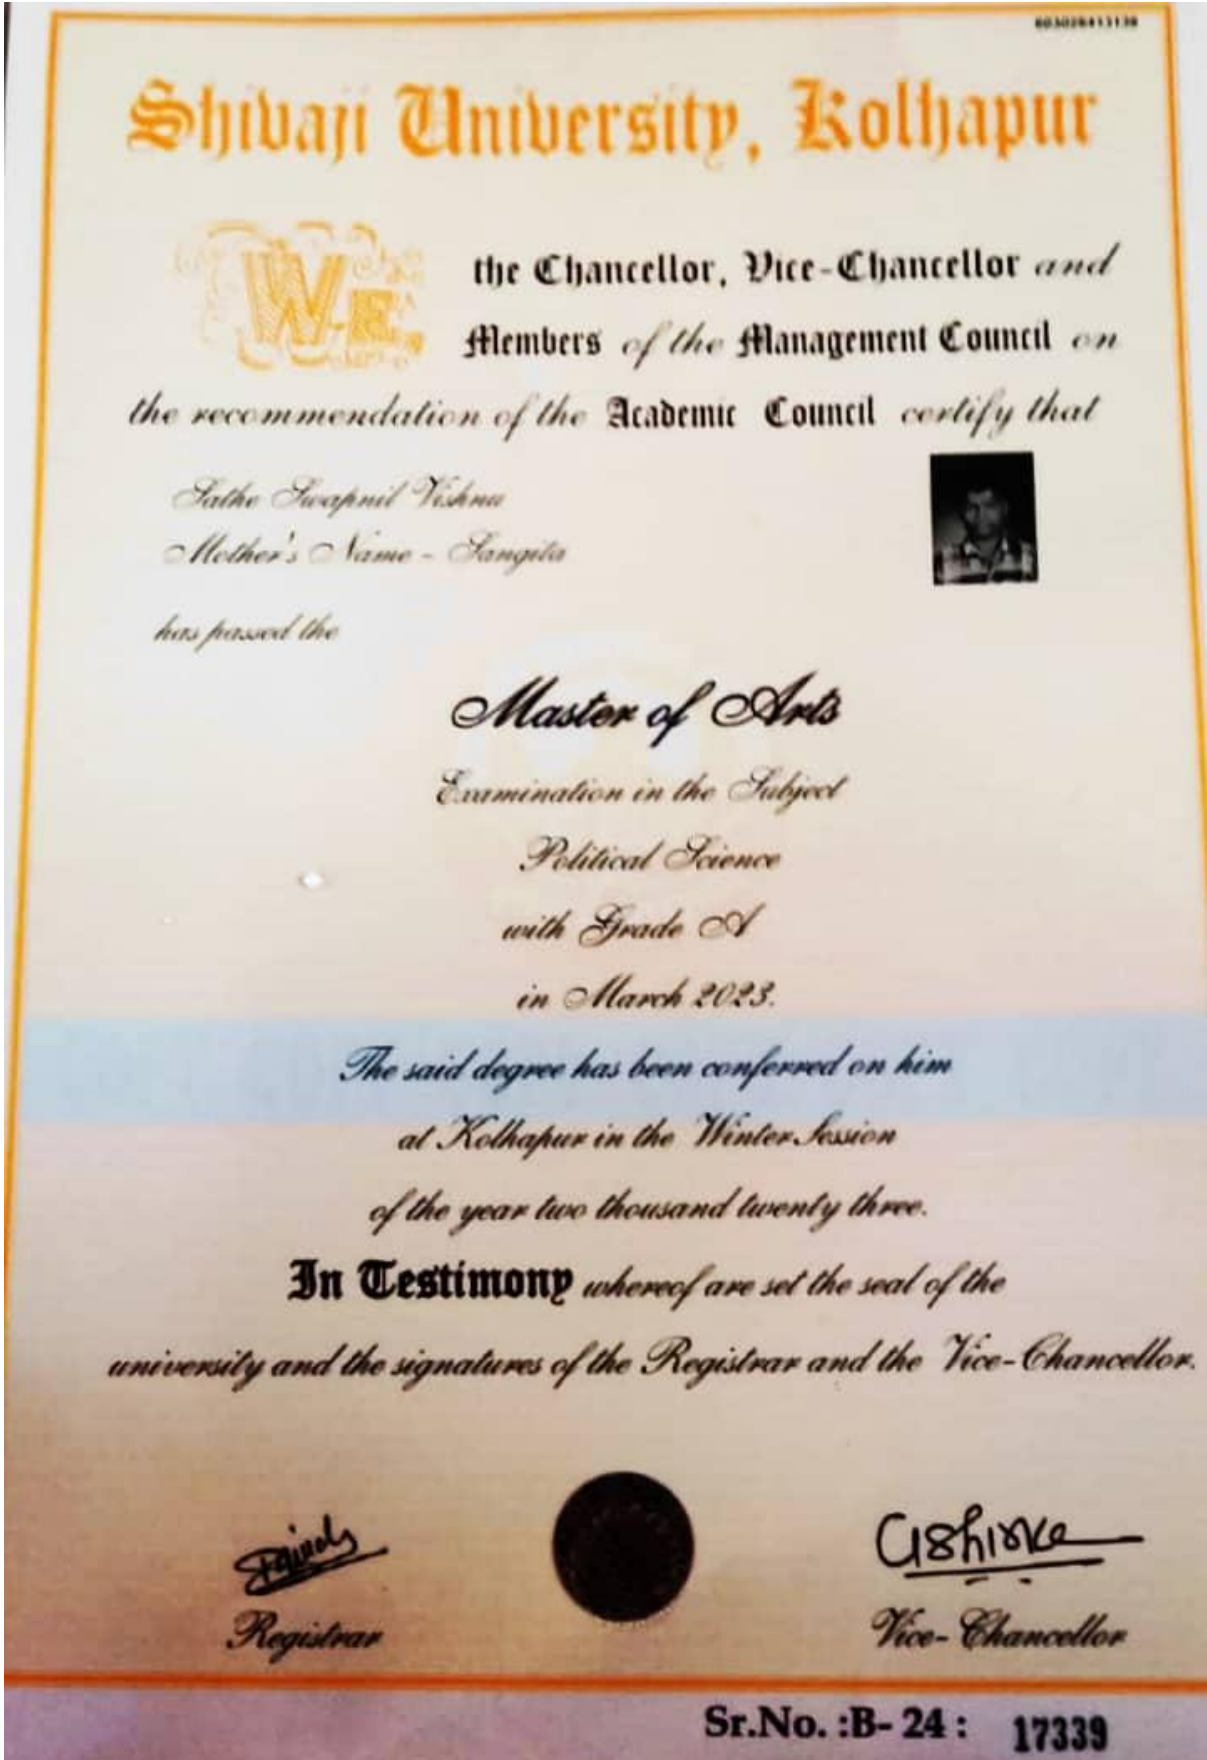 Shivaji University, Kolhapur
We, the Chancellor, Vice-Chancellor and
Members of the Management Council on
the recommendation of the Academic Council certify that
Sathe Swapnil Vishnu
Mother's Name - Sangita
has passed the
Master of Arts
Examination in the Subject
Political Science
with Grade A
in March 2023.
The said degree has been conferred on him
at Kolhapur in the Winter Session
of the year two thousand twenty three.
In Testimony whereof are set the seal of the
university and the signatures of the Registrar and the Vice-Chancellor.
Registrar
Vice-Chancellor
Sr.No. :B- 24 : 17339